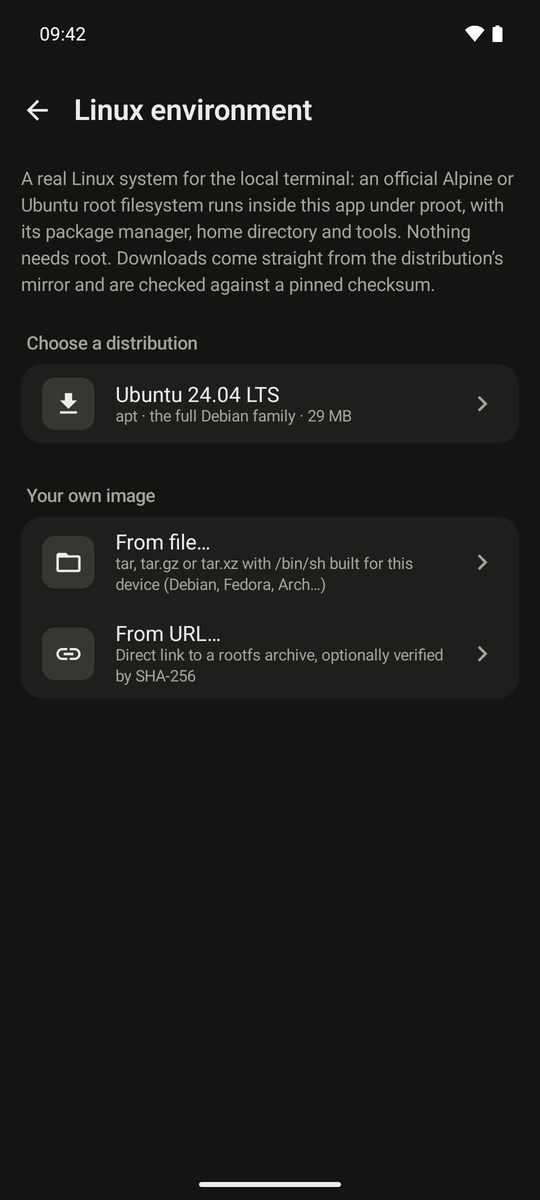 09:42
Linux environment
A real Linux system for the local terminal: an official Alpine or
Ubuntu root filesystem runs inside this app under proot, with
its package manager, home directory and tools. Nothing
needs root. Downloads come straight from the distribution’s
mirror and are checked against a pinned checksum.
Choose a distribution
Ubuntu 24.04 LTS
apt · the full Debian family · 29 MB
Your own image
From file…
tar, tar.gz or tar.xz with /bin/sh built for this
device (Debian, Fedora, Arch…)
From URL…
Direct link to a rootfs archive, optionally verified
by SHA-256